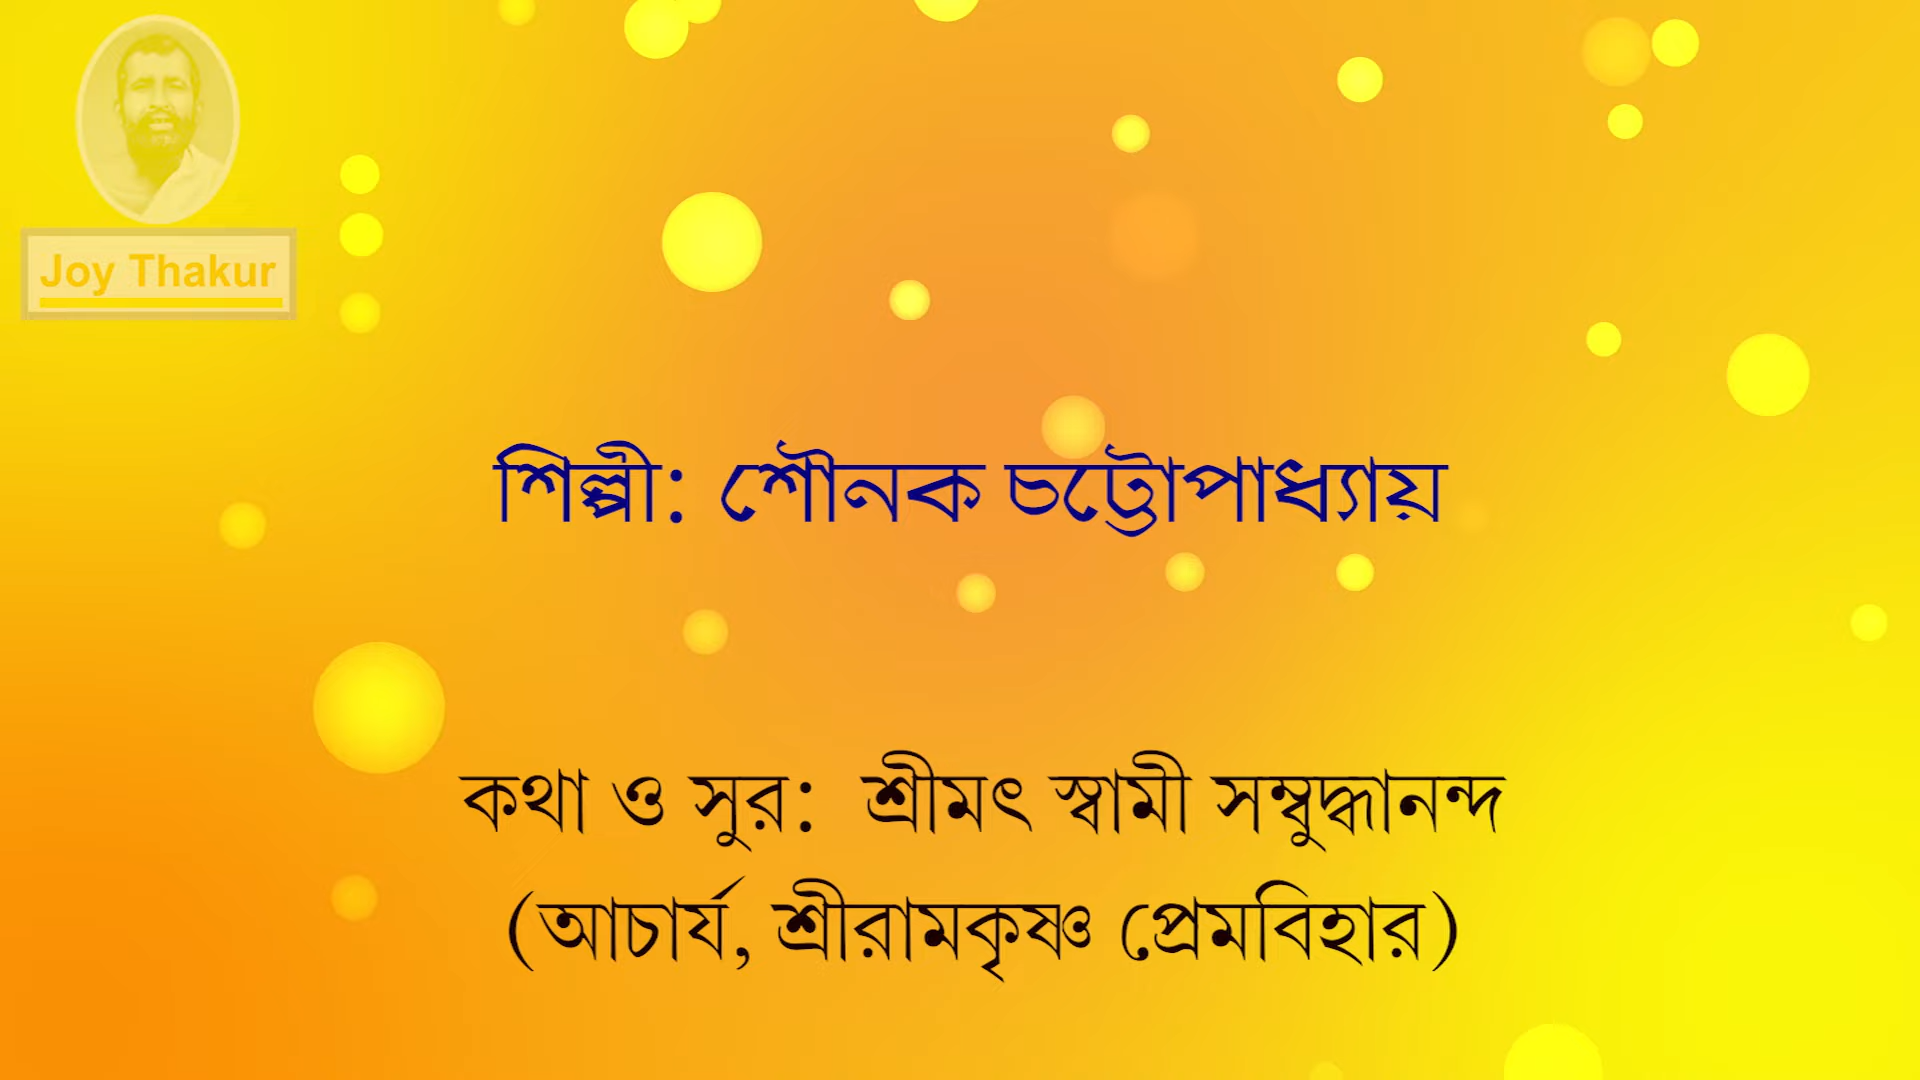 Joy Thakur
শিল্পী: শৌনক চট্টোপাধ্যায়
কথা ও সুর: শ্রীমৎ স্বামী সম্বুদ্ধানন্দ
(আচার্য, শ্রীরামকৃষ্ণ প্রেমবিহার)